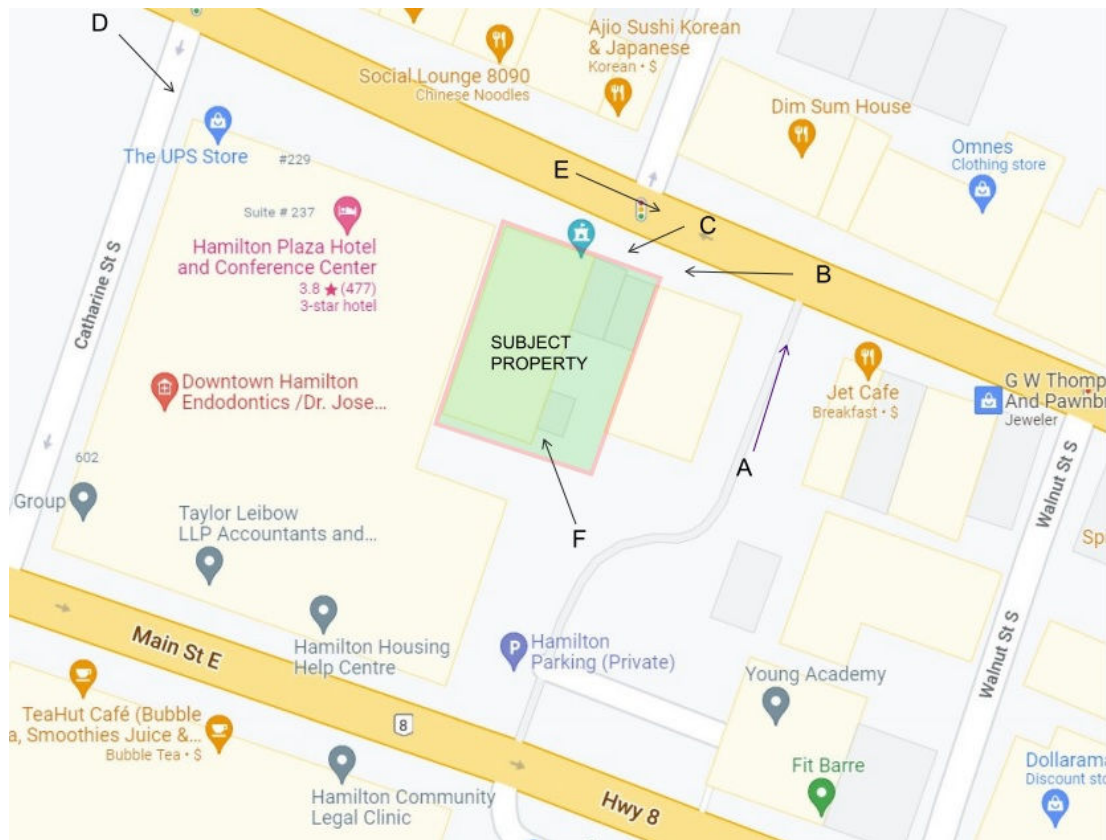 D
Social Lounge 8090
Chinese Noodles
Ajio Sushi Korean
& Japanese
Korean • $
Dim Sum House
Omnes
Clothing store
The UPS Store
#229
E
Suite # 237
C
Hamilton Plaza Hotel
and Conference Center
3.8 ★ (477)
3-star hotel
B
Catharine St S
SUBJECT
PROPERTY
Downtown Hamilton
Endodontics /Dr. Jose...
Jet Cafe
Breakfast • $
G W Thomp
And Pawnbr
Jeweler
A
602
Group
Taylor Leibow
LLP Accountants and...
F
Walnut St S
Sp
Main St E
Hamilton Housing
Help Centre
P
Hamilton
Parking (Private)
Young Academy
Walnut St S
TeaHut Café (Bubble
a, Smoothies Juice &...
Bubble Tea • $
8
Hamilton Community
Legal Clinic
Hwy 8
Fit Barre
Dollarama
Discount sto